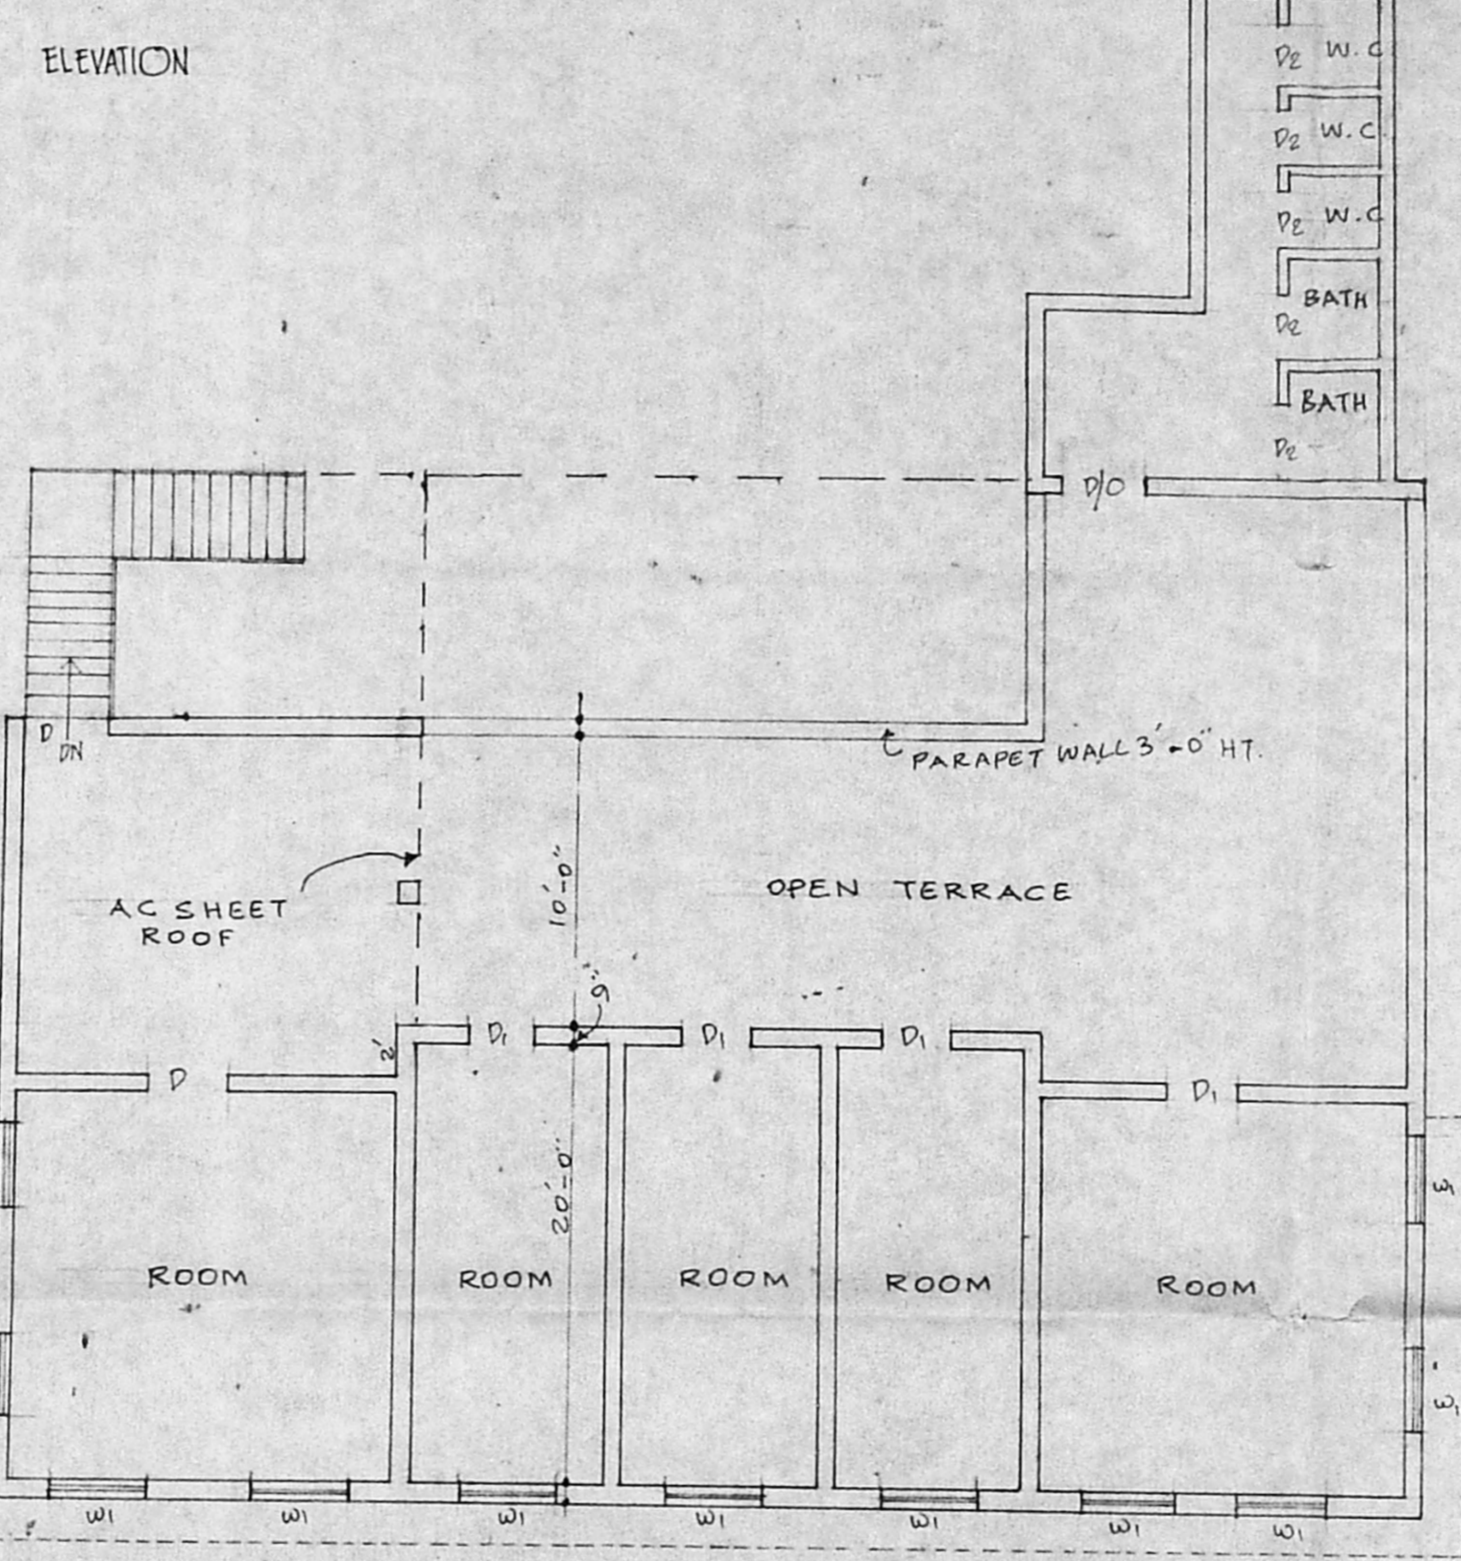 ELEVATION
D2 W.C
D2 W.C.
D2 W.C
BATH
D2
BATH
D2
D/O
D
DN
PARAPET WALL 3'-0" HT.
10'-0"
OPEN TERRACE
AC SHEET
ROOF
9"
2'
D1
D1
D1
D
D1
20'-0"
W1
ROOM
ROOM
ROOM
ROOM
ROOM
W1
W1
W1
W1
W1
W1
W1
W1